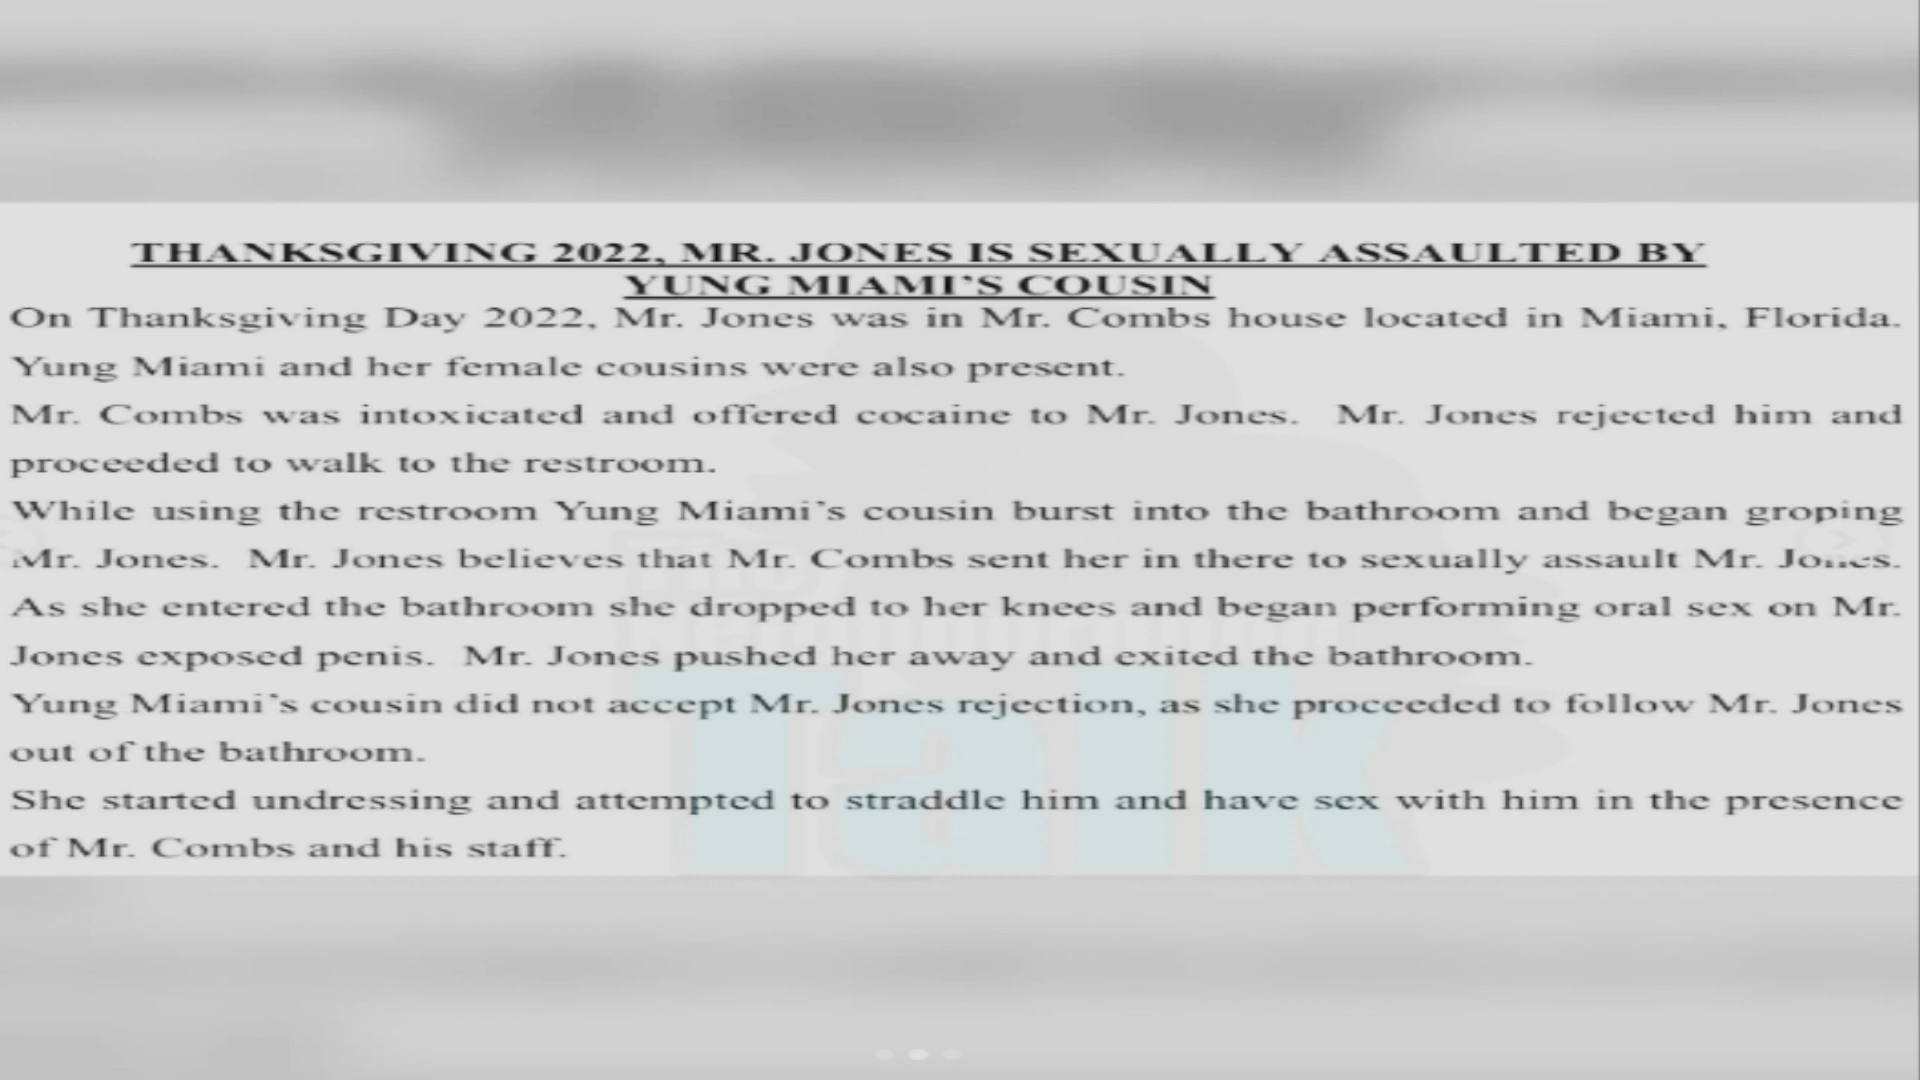 THANKSGIVING 2022, MR. JONES IS SEXUALLY ASSAULTED BY
YUNG MIAMI'S COUSIN
On Thanksgiving Day 2022, Mr. Jones was in Mr. Combs house located in Miami, Florida.
Yung Miami and her female cousins were also present.
Mr. Combs was intoxicated and offered cocaine to Mr. Jones. Mr. Jones rejected him and
proceeded to walk to the restroom.
While using the restroom Yung Miami's cousin burst into the bathroom and began groping
Mr. Jones. Mr. Jones believes that Mr. Combs sent her in there to sexually assault Mr. Jones.
As she entered the bathroom she dropped to her knees and began performing oral sex on Mr.
Jones exposed penis. Mr. Jones pushed her away and exited the bathroom.
Yung Miami's cousin did not accept Mr. Jones rejection, as she proceeded to follow Mr. Jones
out of the bathroom.
She started undressing and attempted to straddle him and have sex with him in the presence
of Mr. Combs and his staff.
The
Neighborhood
Talk